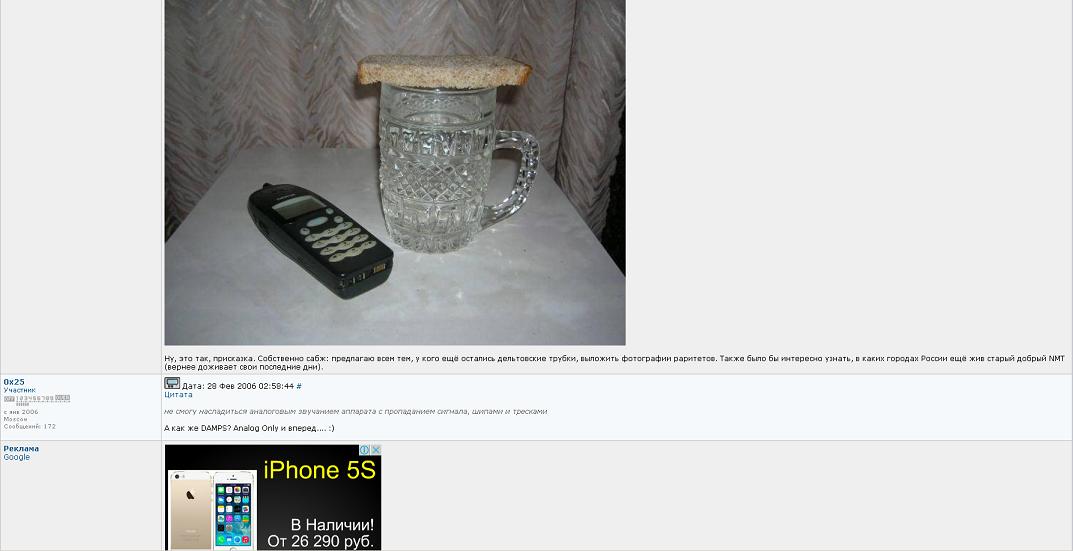 Ну, это так, присказка. Собственно сабж: предлагаю всем тем, у кого ещё остались дельтовские трубки, выложить фотографии раритетов. Также было бы интересно узнать, в каких городах России ещё жив старый добрый NMT
(вернее доживает свои последние дни).
0x25
Участник
с янв 2006
Москва
Сообщений: 172
Дата: 28 Фев 2006 02:58:44 #
Цитата
не смогу насладиться аналоговым звучанием аппарата с пропаданием сигнала, шипами и тресками
А как же DAMPS? Analog Only и вперед.... :)
Реклама
Google
iPhone 5S
В Наличии!
От 26 290 руб.